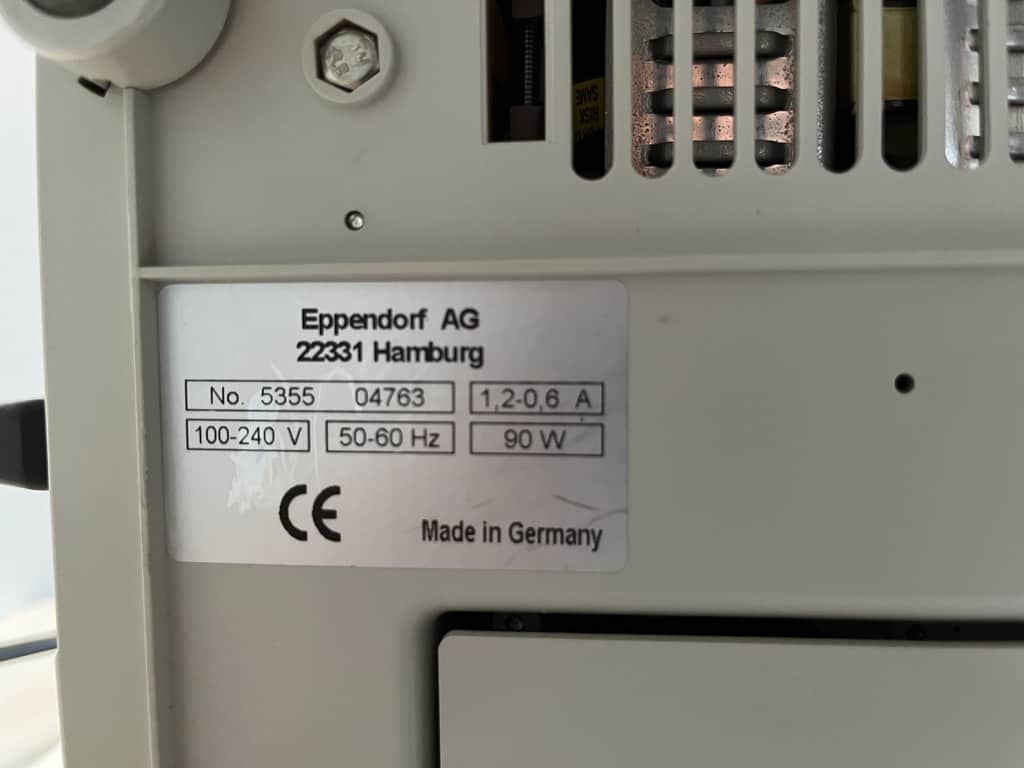 Eppendorf AG
22331 Hamburg
No. 5355 04763 1,2-0,6 A
100-240 V 50-60 Hz 90 W
CE
Made in Germany